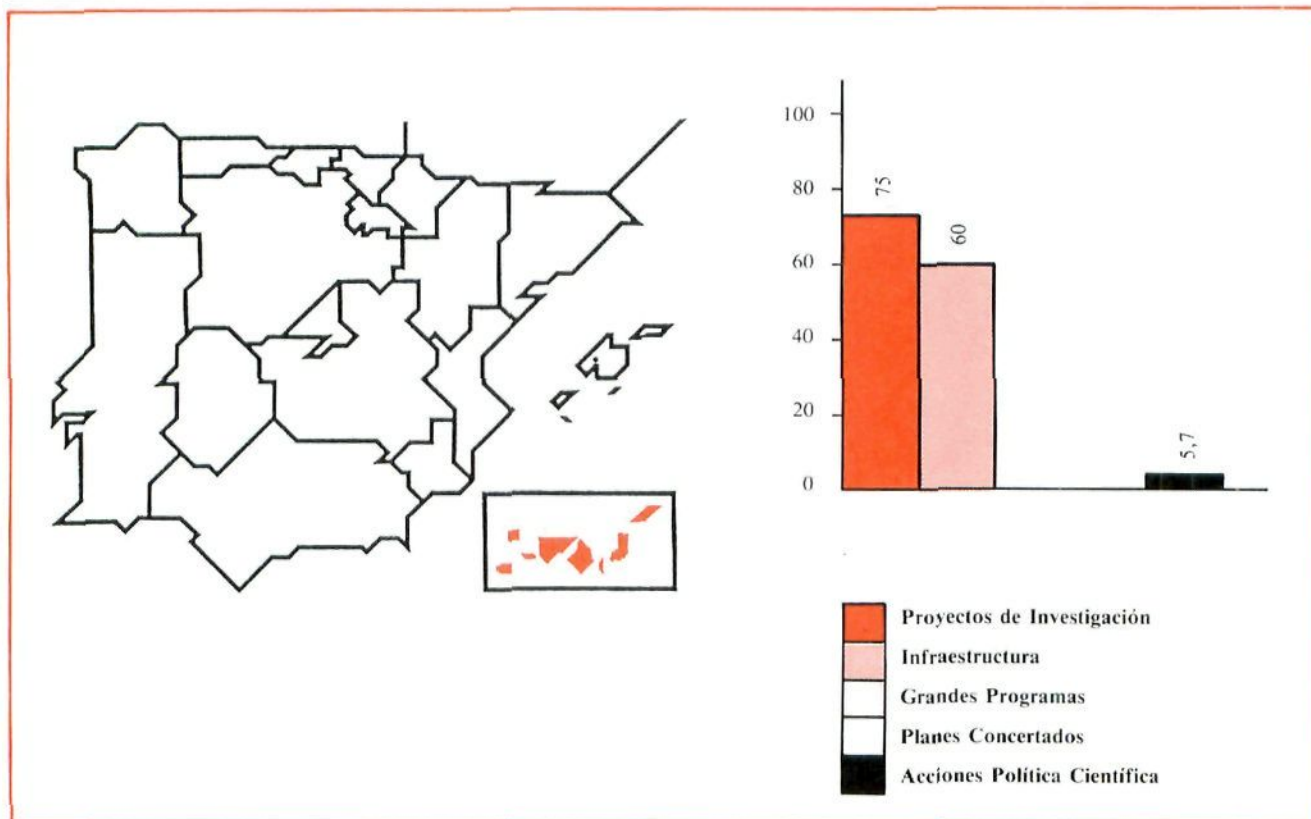 100
80
60
40
20
0
75
60
5,7
Proyectos de Investigación
Infraestructura
Grandes Programas
Planes Concertados
Acciones Política Científica